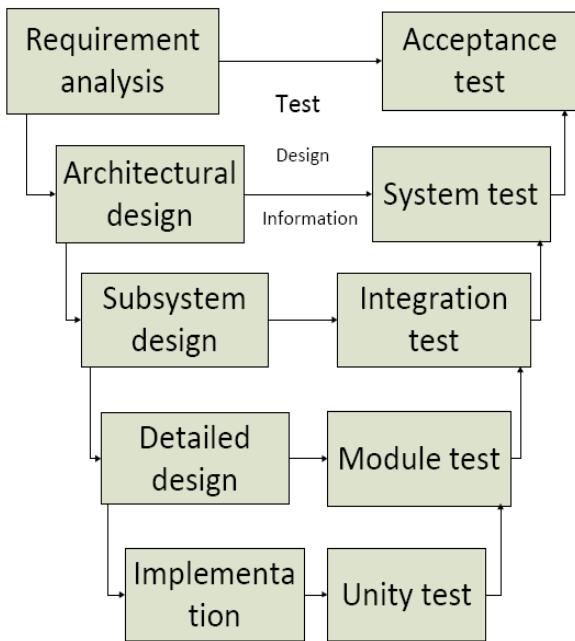 Requirement
analysis
Acceptance
test
Test
Design
Information
Architectural
design
System test
Subsystem
design
Integration
test
Detailed
design
Module test
Implementa
tion
Unity test